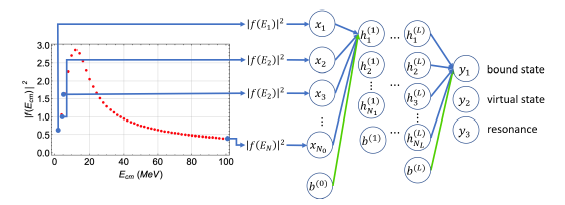 |f(E_1)|^2
|f(E_2)|^2
|f(E_2)|^2
|f(E_N)|^2
|f(E_cm)|^2
3.0
2.5
2.0
1.5
1.0
0.5
0.0
0 20 40 60 80 100
E_cm (MeV)
x_1
x_2
x_3
⋮
x_{N_0}
b^{(0)}
h_1^{(1)}
h_2^{(1)}
h_{N_1}^{(1)}
b^{(1)}
...
...
...
h_1^{(L)}
h_2^{(L)}
h_3^{(L)}
⋮
h_{N_L}^{(L)}
b^{(L)}
y_1 bound state
y_2 virtual state
y_3 resonance